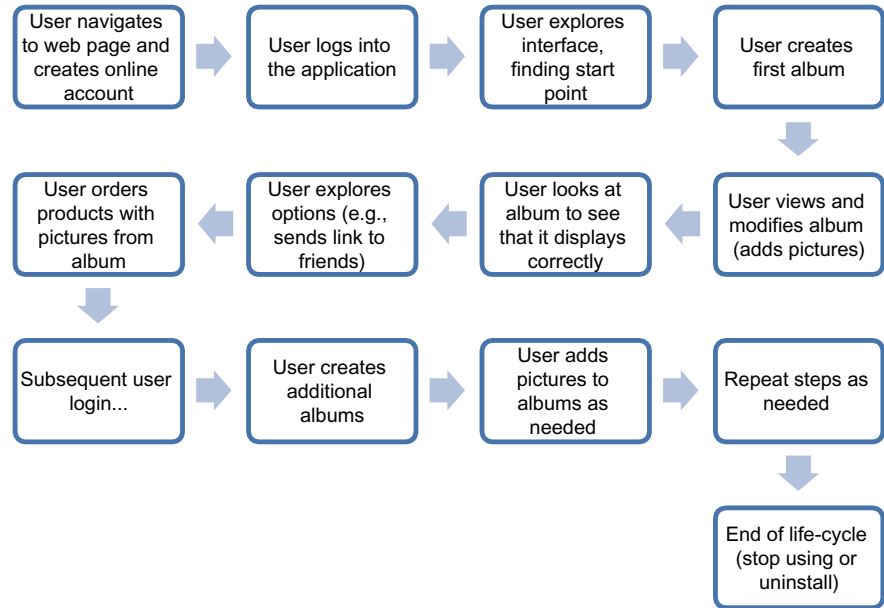 User navigates
to web page and
creates online
account
User logs into
the application
User explores
interface,
finding start
point
User creates
first album
User views and
modifies album
(adds pictures)
User looks at
album to see
that it displays
correctly
User explores
options (e.g.,
sends link to
friends)
User orders
products with
pictures from
album
Subsequent user
login...
User creates
additional
albums
User adds
pictures to
albums as
needed
Repeat steps as
needed
End of life-cycle
(stop using or
uninstall)